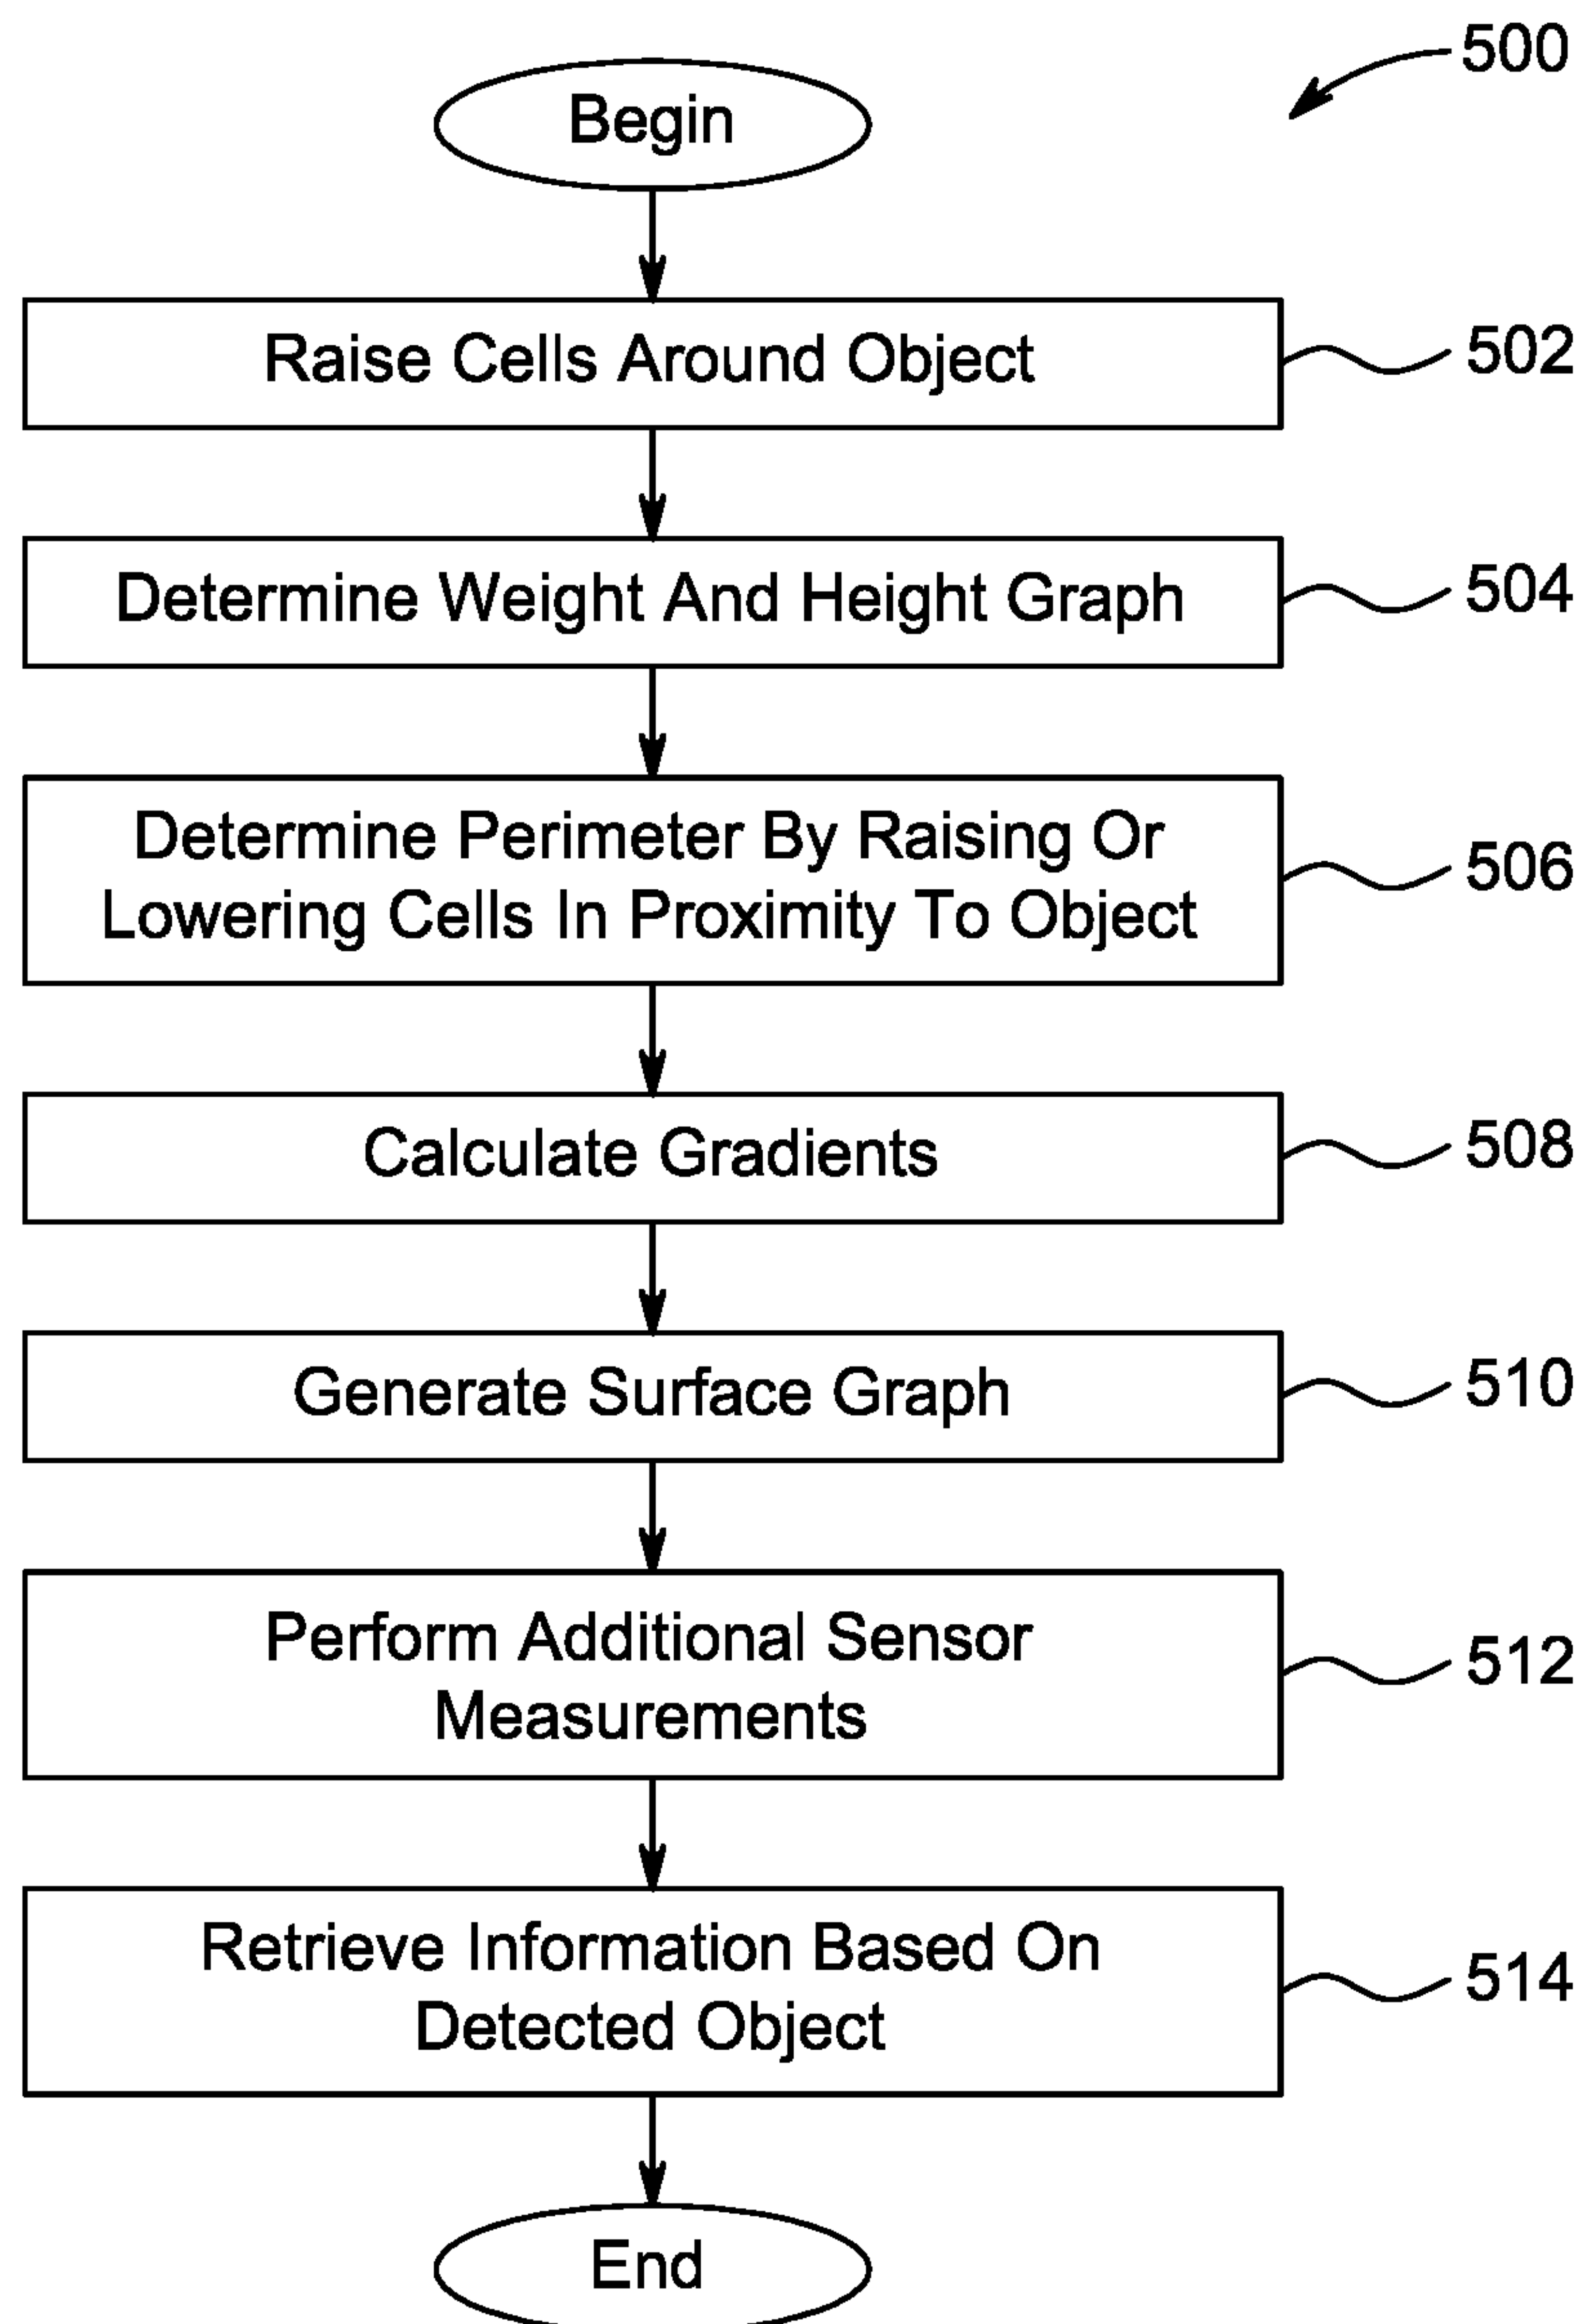 500
Begin
Raise Cells Around Object
502
Determine Weight And Height Graph
504
Determine Perimeter By Raising Or
Lowering Cells In Proximity To Object
506
Calculate Gradients
508
Generate Surface Graph
510
Perform Additional Sensor
Measurements
512
Retrieve Information Based On
Detected Object
514
End